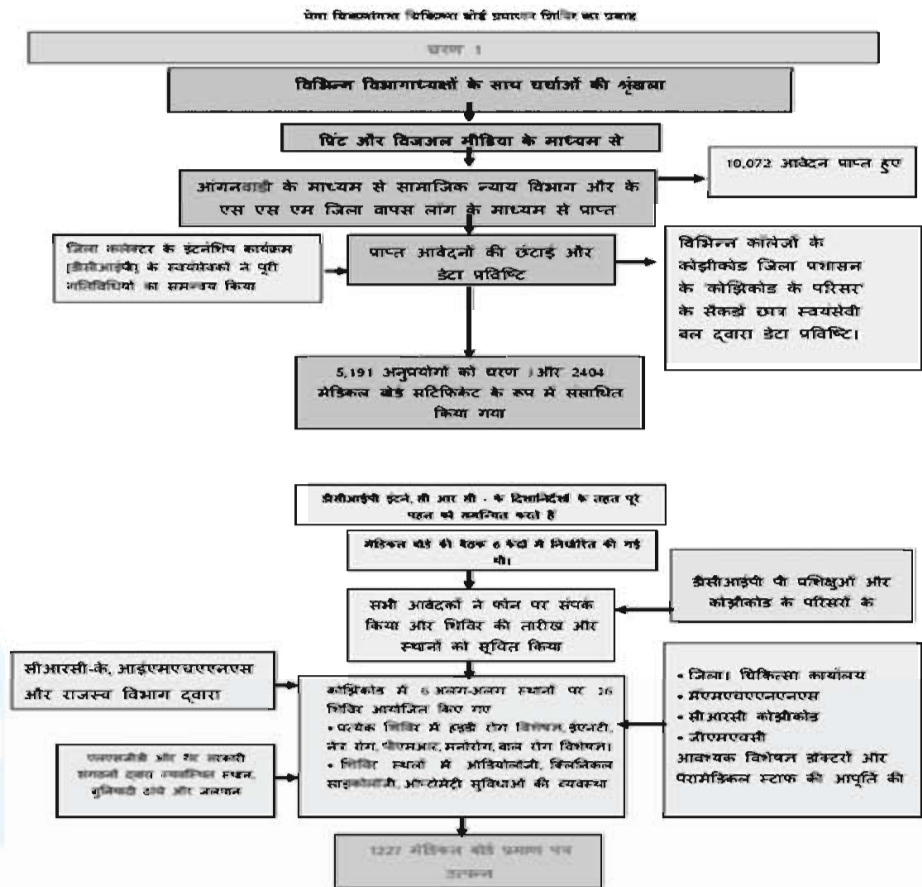 विकलांगता चिकित्सा बोर्ड प्रमाणन शिविर का प्रवाह
चरण 1
विभिन्न विभागाध्यक्षों के साथ चर्चाओं की श्रृंखला
प्रिंट और विजअल मीडिया के माध्यम से
10,072 आवेदन प्राप्त हुए
आंगनवाडी के माध्यम से सामाजिक न्याय विभाग और के
एस एस एम जिला वापस लॉग के माध्यम से प्राप्त
जिला कलेक्टर के इंटर्नशिप कार्यक्रम
[डीसीआईपी] के स्वयंसेवकों ने पूरी
गतिविधियों का समन्वय किया
प्राप्त आवेदनों की छंटाई और
डेटा प्रविष्टि
विभिन्न कॉलेजों के
कोझीकोड जिला प्रशासन
के 'कोझिकोड के परिसर'
के सैकड़ों छात्र स्वयंसेवी
बल द्वारा डेटा प्रविष्टि।
5,191 अनुप्रयोगों को चरण और 2404
मेडिकल बोर्ड सर्टिफिकेट के रूप में संसाधित
किया गया
डीसीआईपी इंटर्न, सी आर सी - के दिशानिर्देशों के तहत पूरे
पहल को समन्वित करते हैं
मेडिकल बोर्ड की बैठक 6 केंद्रों में निर्धारित की गई
थी।
सभी आवेदकों ने फोन पर संपर्क
किया और शिविर की तारीख और
स्थानों को सूचित किया
डीसीआईपी पी प्रशिक्षुओं और
कोझीकोड के परिसरों के
सीआरसी-के, आईएमएचएएनएस
और राजस्व विभाग द्वारा
कोझिकोड में 6 अलग-अलग स्थानों पर 16
शिविर आयोजित किए गए
• प्रत्येक शिविर में हड्डी रोग विशेषज्ञ, ईएनटी,
नेत्र रोग, पीएमआर, मनोरोग, बाल रोग विशेषज्ञ।
• शिविर स्थलों में ऑडियोलॉजी, क्लिनिकल
साइकोलॉजी, ऑप्टोमेट्री सुविधाओं की व्यवस्था
• जिला। चिकित्सा कार्यालय
• मएमएचएएनएनएस
• सीआरसी कोझीकोड
• जीएमएचसी
आवश्यक विशेषज्ञ डॉक्टरों और
पैरामेडिकल स्टाफ की आपूर्ति की
एलएसजीडी और गैर सरकारी
संगठनों द्वारा व्यवस्थित स्थान,
बुनियादी ढांचे और जलपान
1227 मेडिकल बोर्ड प्रमाण पत्र
उत्पन्न